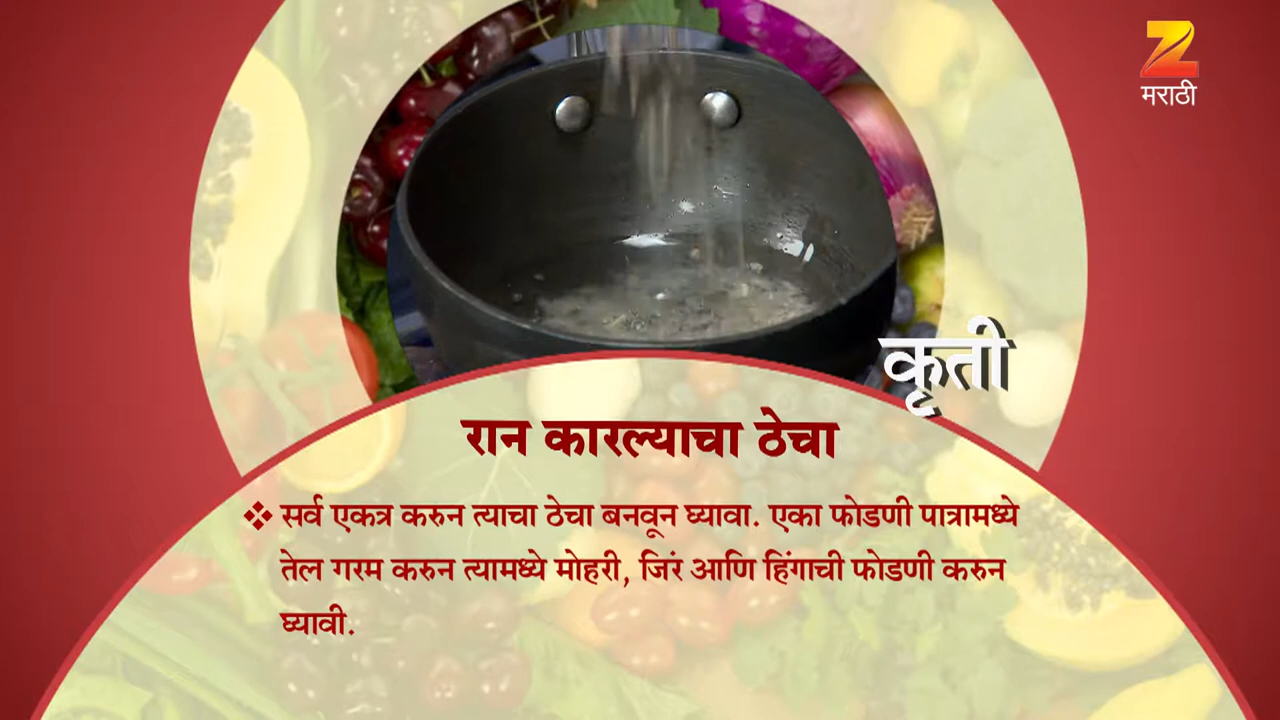 मराठी
कृती
रान कारल्याचा ठेचा
❖ सर्व एकत्र करुन त्याचा ठेचा बनवून घ्यावा. एका फोडणी पात्रामध्ये
तेल गरम करुन त्यामध्ये मोहरी, जिरं आणि हिंगाची फोडणी करुन
घ्यावी.